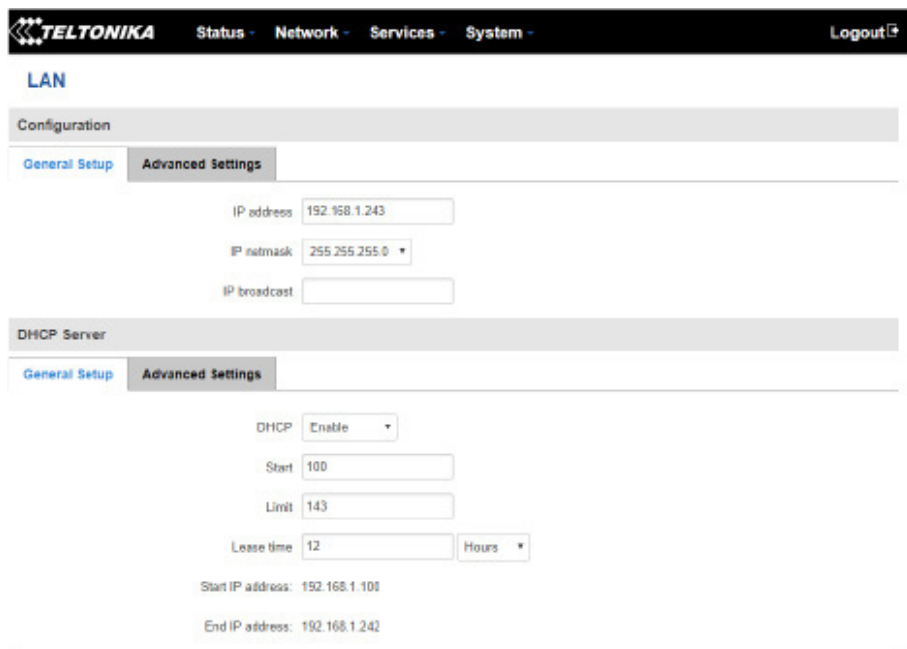 TELTONIKA Status Network Services System Logout
LAN
Configuration
General Setup Advanced Settings
IP address 192.168.1.243
IP netmask 255.255.255.0
IP broadcast
DHCP Server
General Setup Advanced Settings
DHCP Enable
Start 100
Limit 143
Lease time 12 Hours
Start IP address: 192.168.1.100
End IP address: 192.168.1.242